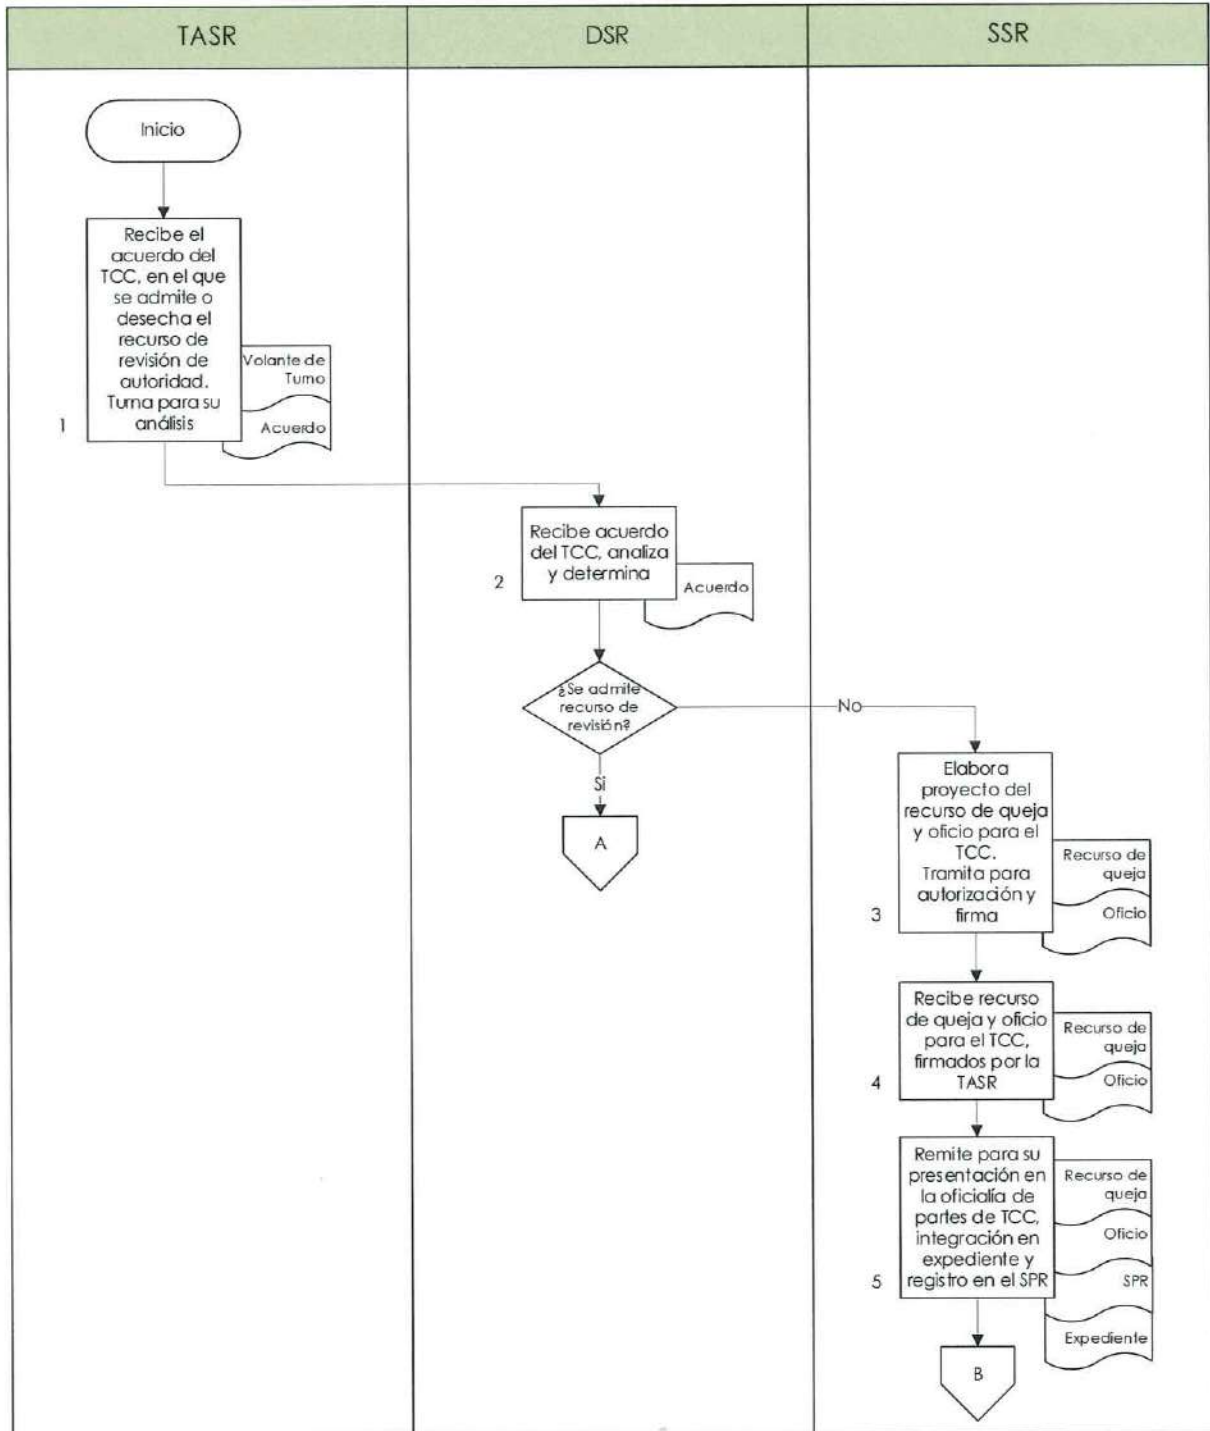 TASR
DSR
SSR
Inicio
Recibe el
acuerdo del
TCC, en el que
se admite o
desecha el
recurso de
revisión de
autoridad.
Turna para su
análisis
1
Volante de
Turno
Acuerdo
Recibe acuerdo
del TCC, analiza
y determina
2
Acuerdo
¿Se admite
recurso de
revisión?
No
Si
A
Elabora
proyecto del
recurso de queja
y oficio para el
TCC.
Tramita para
autorización y
firma
3
Recurso de
queja
Oficio
Recibe recurso
de queja y oficio
para el TCC,
firmados por la
TASR
4
Recurso de
queja
Oficio
Remite para su
presentación en
la oficialía de
partes de TCC,
integración en
expediente y
registro en el SPR
5
Recurso de
queja
Oficio
SPR
Expediente
B